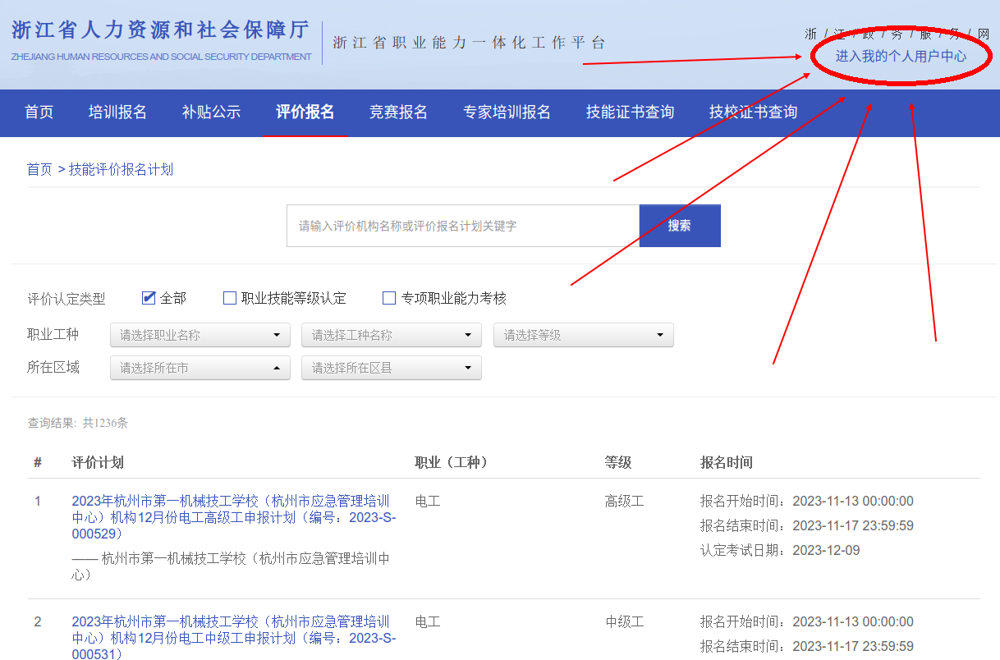 浙江省人力资源和社会保障厅
ZHEJIANG HUMAN RESOURCES AND SOCIAL SECURITY DEPARTMENT
浙江省职业能力一体化工作平台
浙/江/政/务/服/务/网
进入我的个人用户中心
首页 培训报名 补贴公示 评价报名 竞赛报名 专家培训报名 技能证书查询 技校证书查询
首页 > 技能评价报名计划
请输入评价机构名称或评价报名计划关键字 搜索
评价认定类型 全部 职业技能等级认定 专项职业能力考核
职业工种 请选择职业名称 请选择工种名称 请选择等级
所在区域 请选择所在市 请选择所在区县
查询结果: 共1236条
# 评价计划 职业（工种） 等级 报名时间
1 2023年杭州市第一机械技工学校（杭州市应急管理培训 电工 高级工 报名开始时间：2023-11-13 00:00:00
中心）机构12月份电工高级工申报计划（编号：2023-S-
报名结束时间：2023-11-17 23:59:59
000529）
认定考试日期：2023-12-09
—— 杭州市第一机械技工学校（杭州市应急管理培训中
心）
2 2023年杭州市第一机械技工学校（杭州市应急管理培训 电工 中级工 报名开始时间：2023-11-13 00:00:00
中心）机构12月份电工中级工申报计划（编号：2023-S-
报名结束时间：2023-11-17 23:59:59
000531）